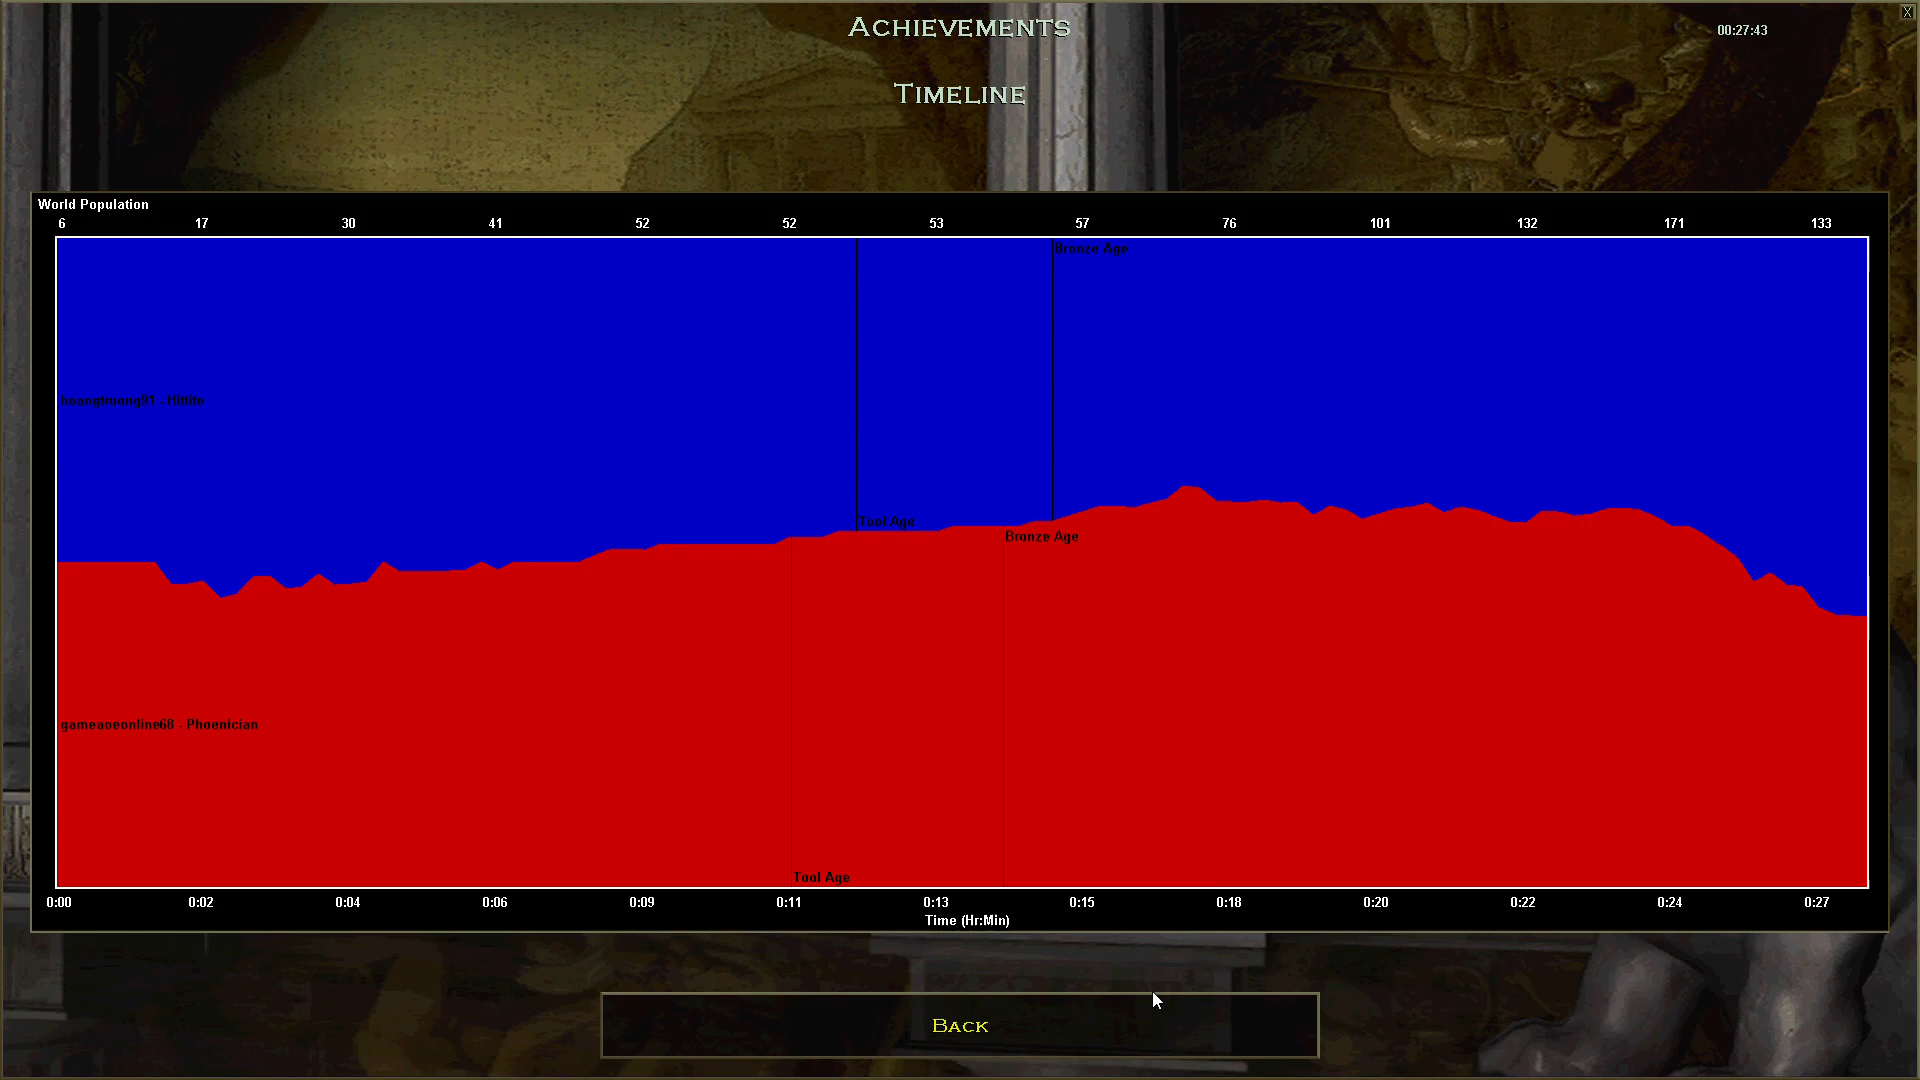 Achievements
00:27:43
X
Timeline
World Population
6 17 30 41 52 52 53 57 76 101 132 171 133
Bronze Age
hoangtruong91 - Hittite
Tool Age
Bronze Age
gameaoeonline68 - Phoenician
Tool Age
0:00 0:02 0:04 0:06 0:09 0:11 0:13 0:15 0:18 0:20 0:22 0:24 0:27
Time (Hr:Min)
Back